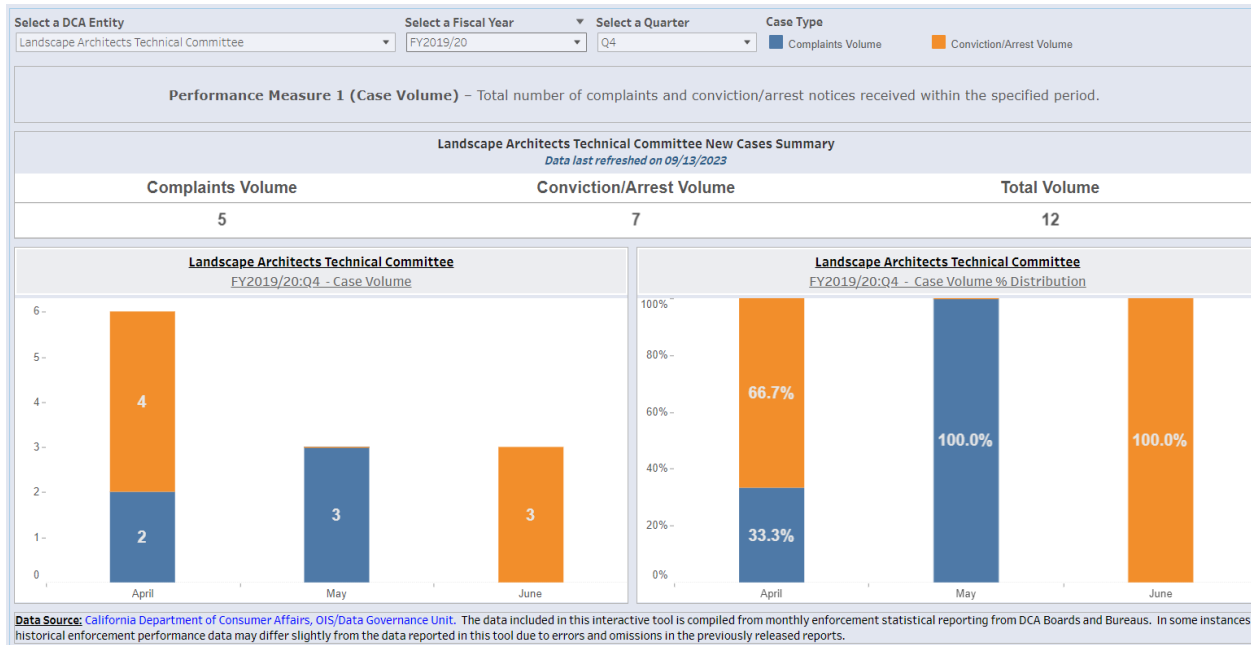 Select a DCA Entity
Select a Fiscal Year
Select a Quarter
Case Type
Landscape Architects Technical Committee
FY2019/20
Q4
Complaints Volume
Conviction/Arrest Volume
Performance Measure 1 (Case Volume) – Total number of complaints and conviction/arrest notices received within the specified period.
Landscape Architects Technical Committee New Cases Summary
Data last refreshed on 09/13/2023
Complaints Volume
Conviction/Arrest Volume
Total Volume
5
7
12
Landscape Architects Technical Committee
FY2019/20:Q4 - Case Volume
6
5
4
3
2
1
0
4
2
3
3
April
May
June
Landscape Architects Technical Committee
FY2019/20:Q4 - Case Volume % Distribution
100%
80%
60%
40%
20%
0%
66.7%
33.3%
100.0%
100.0%
April
May
June
Data Source: California Department of Consumer Affairs, OIS/Data Governance Unit. The data included in this interactive tool is compiled from monthly enforcement statistical reporting from DCA Boards and Bureaus. In some instances
historical enforcement performance data may differ slightly from the data reported in this tool due to errors and omissions in the previously released reports.